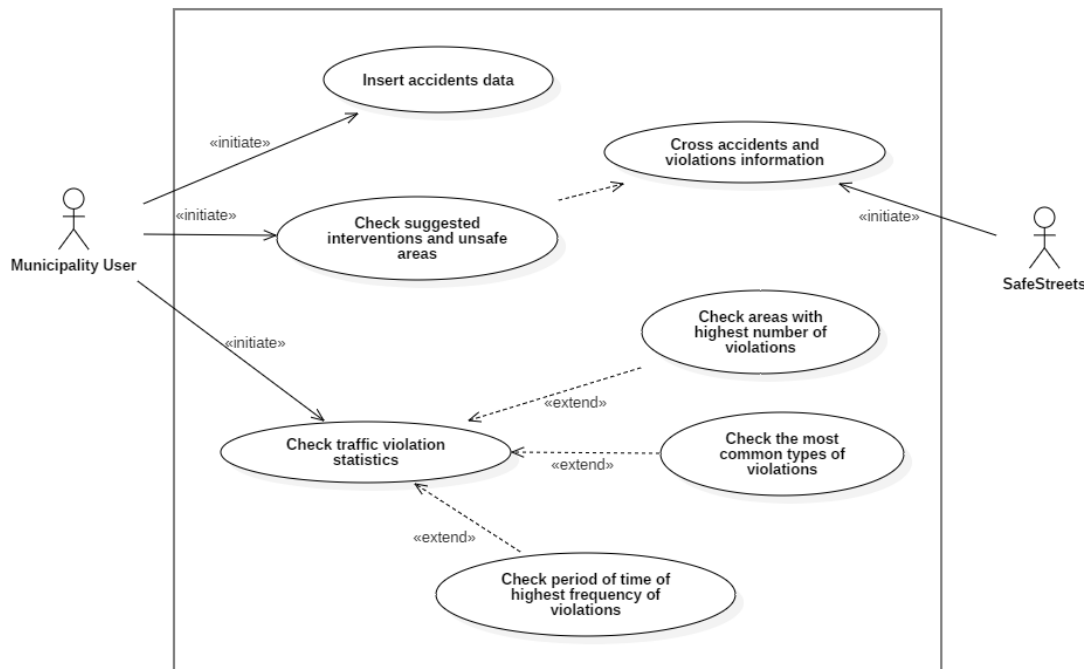 Insert accidents data
«initiate»
Cross accidents and
violations information
«initiate»
Check suggested
interventions and unsafe
areas
«initiate»
Municipality User
SafeStreets
Check areas with
highest number of
violations
«initiate»
«extend»
Check traffic violation
statistics
Check the most
common types of
violations
«extend»
«extend»
Check period of time of
highest frequency of
violations